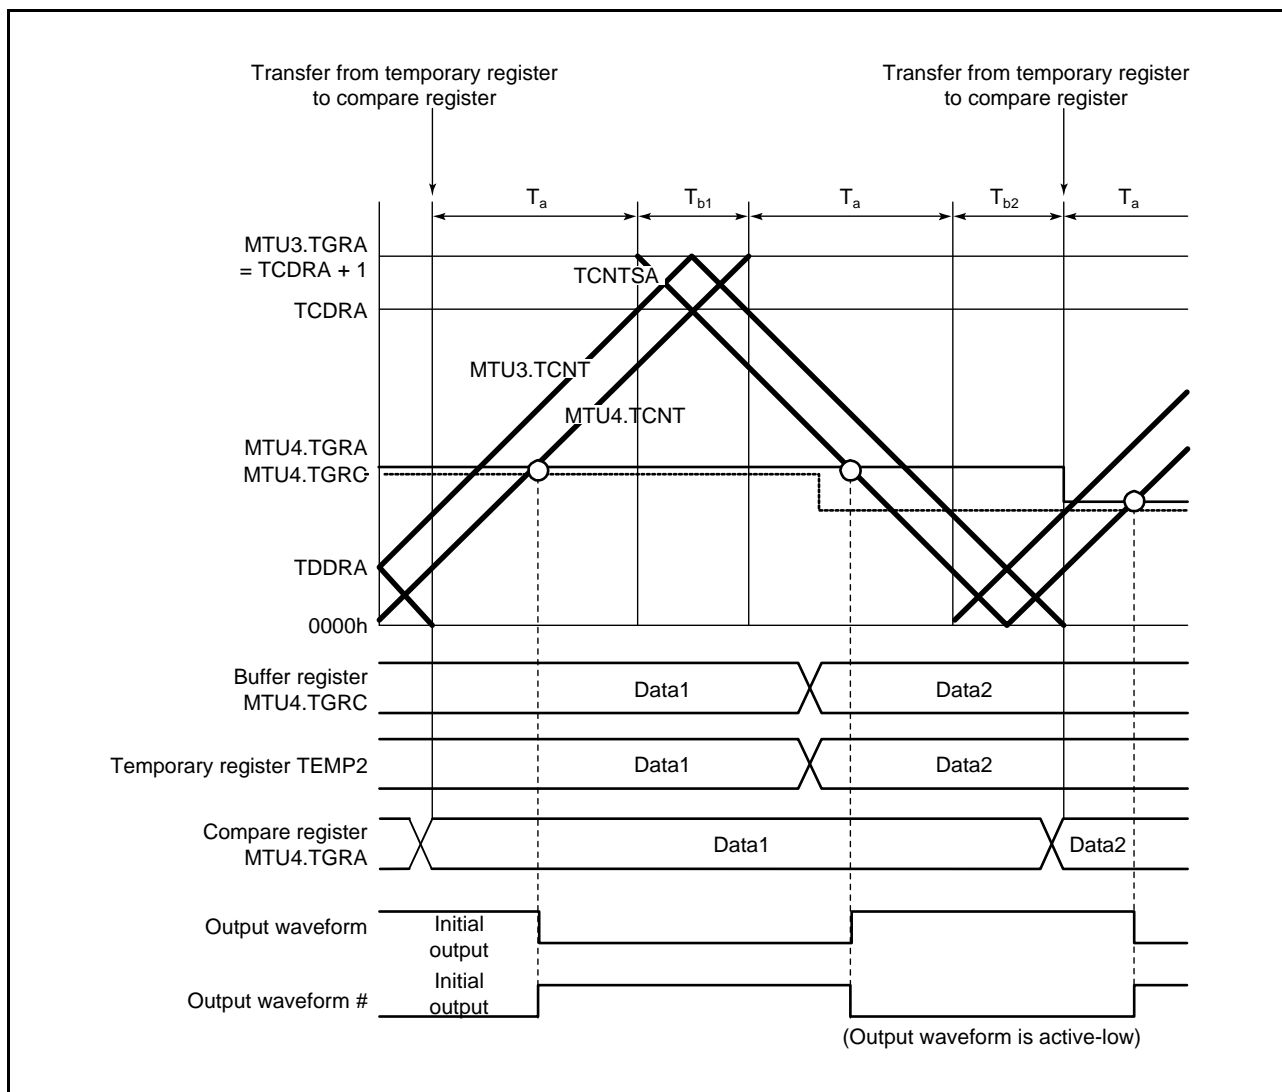 Transfer from temporary register
to compare register
Transfer from temporary register
to compare register
Ta
Tb1
Ta
Tb2
Ta
MTU3.TGRA
= TCDRA + 1
TCNTSA
TCDRA
MTU3.TCNT
MTU4.TCNT
MTU4.TGRA
MTU4.TGRC
TDDRA
0000h
Buffer register
MTU4.TGRC
Data1
Data2
Temporary register TEMP2
Data1
Data2
Compare register
MTU4.TGRA
Data1
Data2
Output waveform
Initial
output
Output waveform #
Initial
output
(Output waveform is active-low)